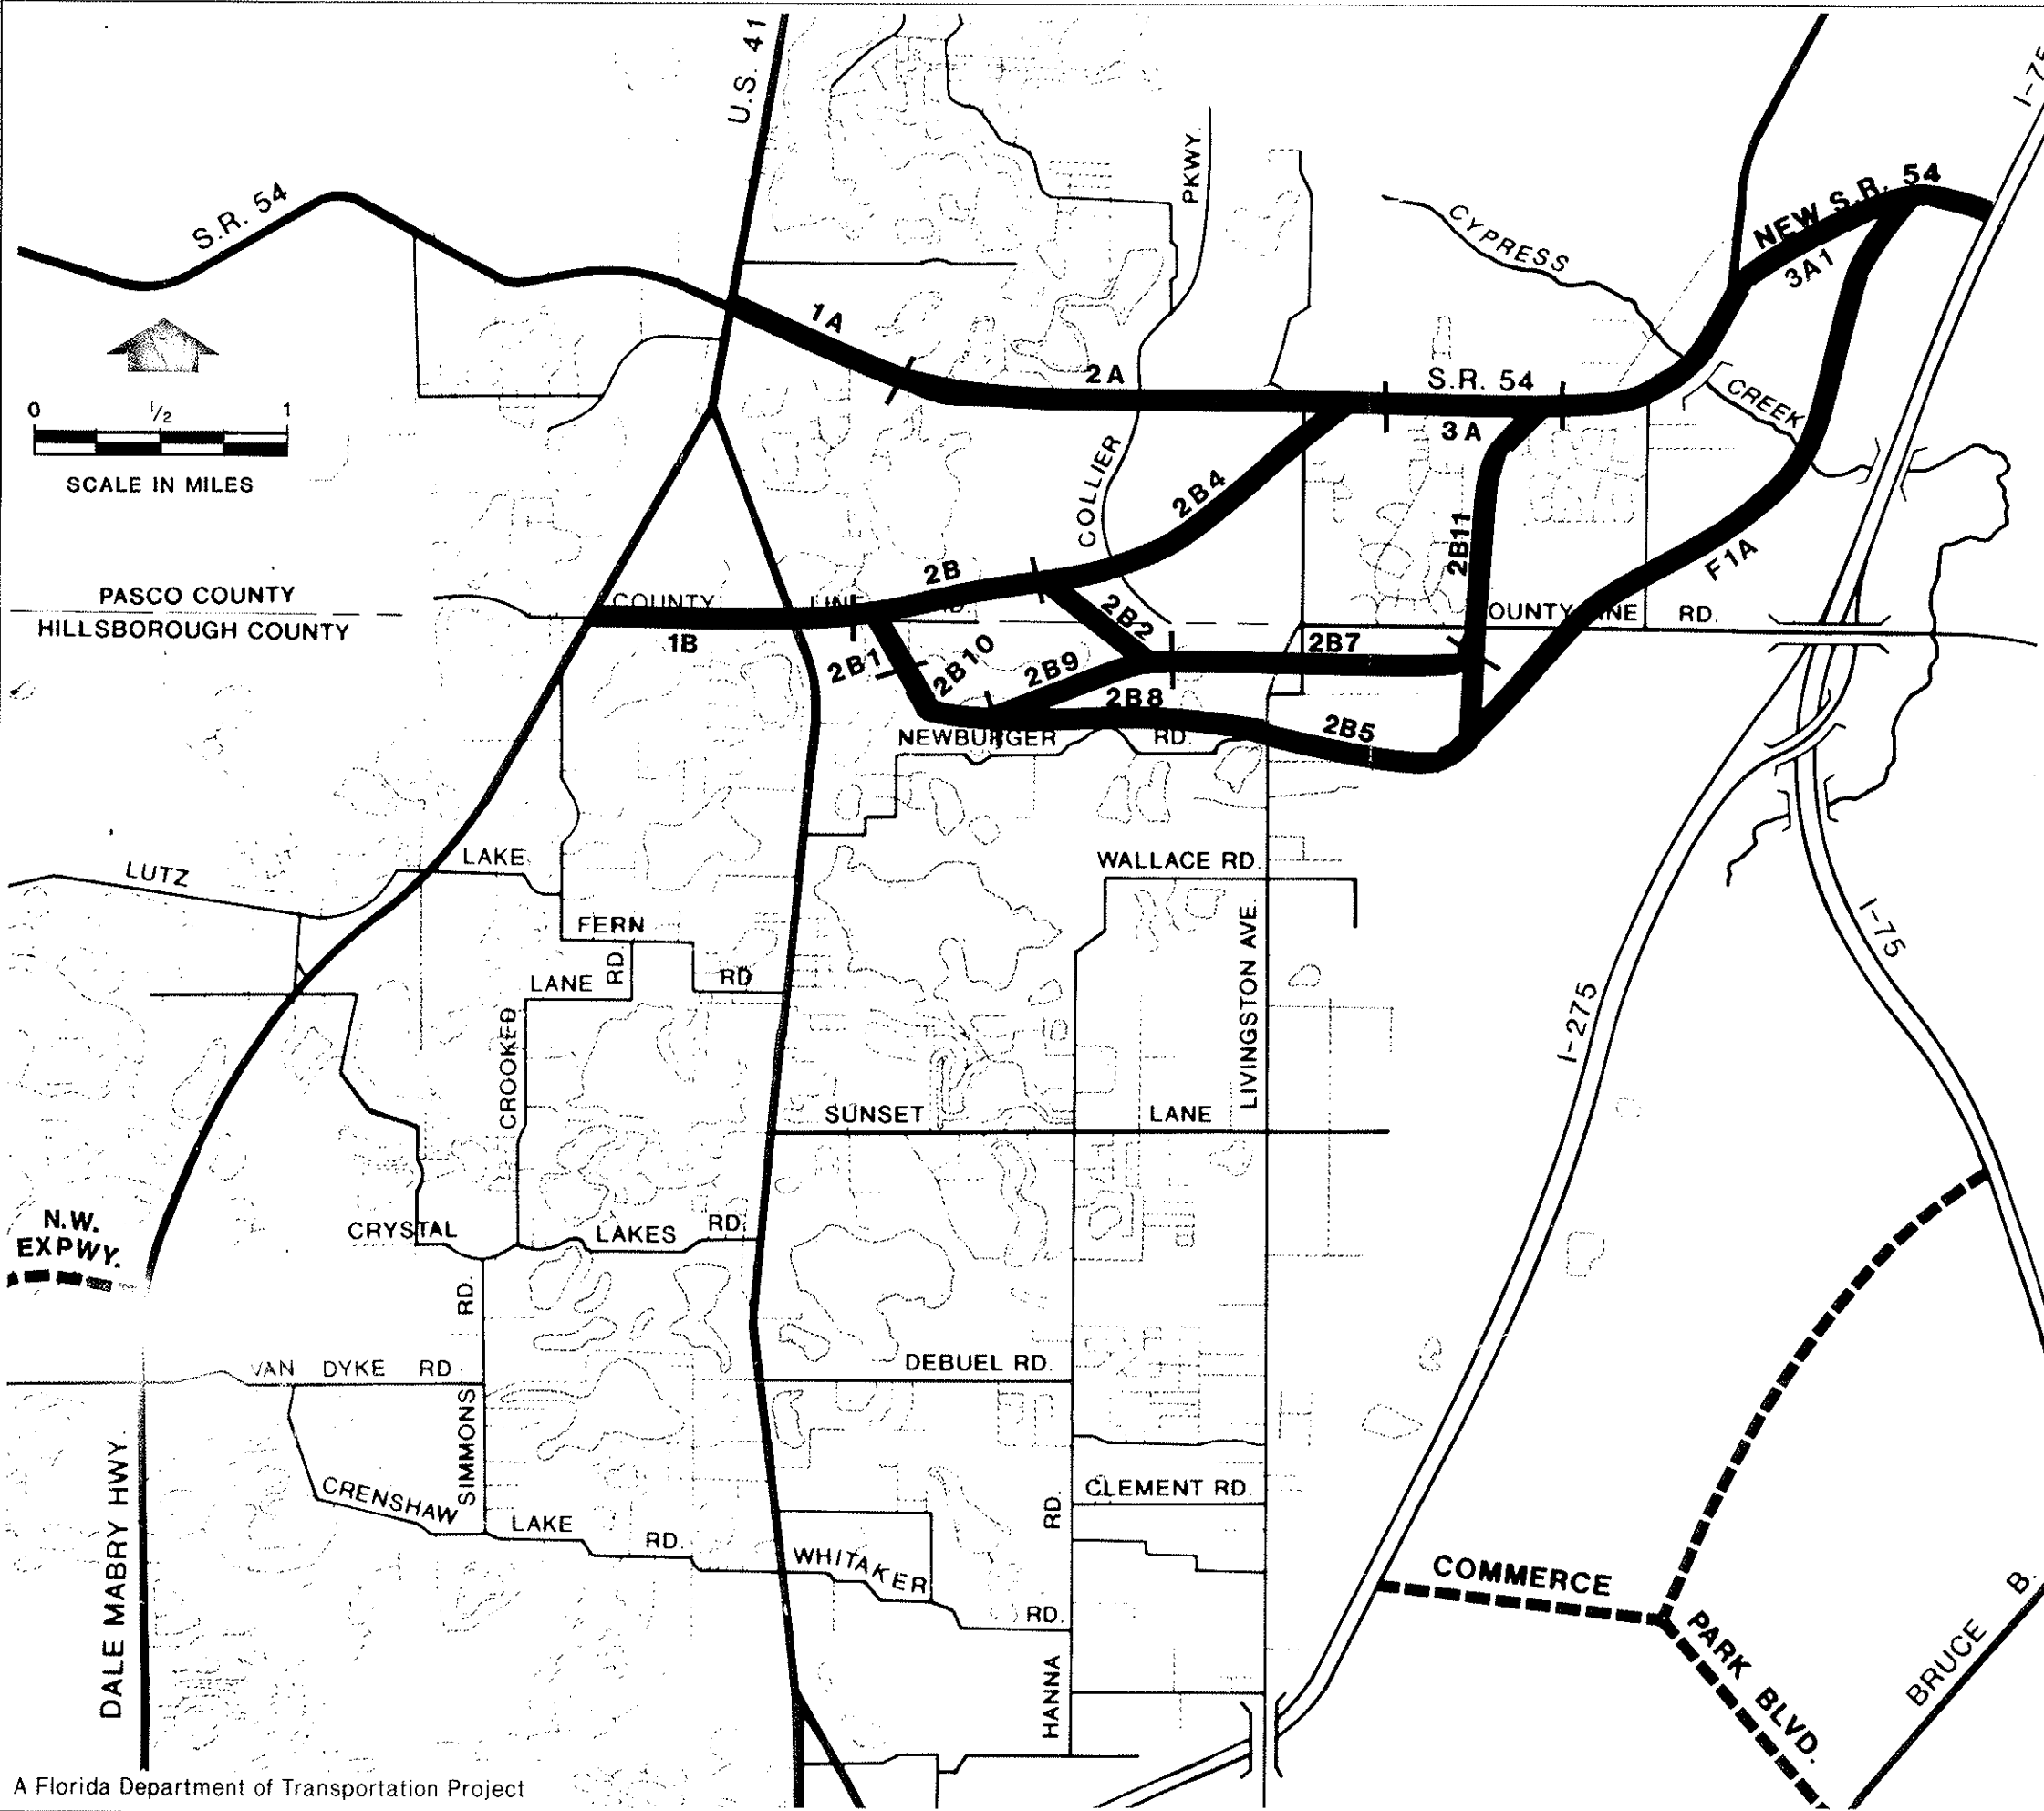 U.S. 41
I-75
S.R. 54
PKWY.
CYPRESS
NEW S.R. 54
3A1
1A
2A
S.R. 54
CREEK
0 1/2 1
3A
SCALE IN MILES
COLLIER
2B4
2B11
F1A
PASCO COUNTY
2B
COUNTY
2B2
RD.
HILLSBOROUGH COUNTY
1B
2B7
2B1
2B10
2B9
2B8
2B5
NEWBURGER RD.
LUTZ LAKE
WALLACE RD.
FERN
RD
LANE RD.
CROOKED
LIVINGSTON AVE.
I-75
I-275
SUNSET LANE
N.W.
EXPWY.
CRYSTAL LAKES RD.
RD.
VAN DYKE RD.
DEBUEL RD.
SIMMONS
DALE MABRY HWY.
CRENSHAW LAKE RD.
CLEMENT RD.
RD.
WHITAKER
RD.
HANNA
COMMERCE
PARK BLVD.
BRUCE B.
A Florida Department of Transportation Project